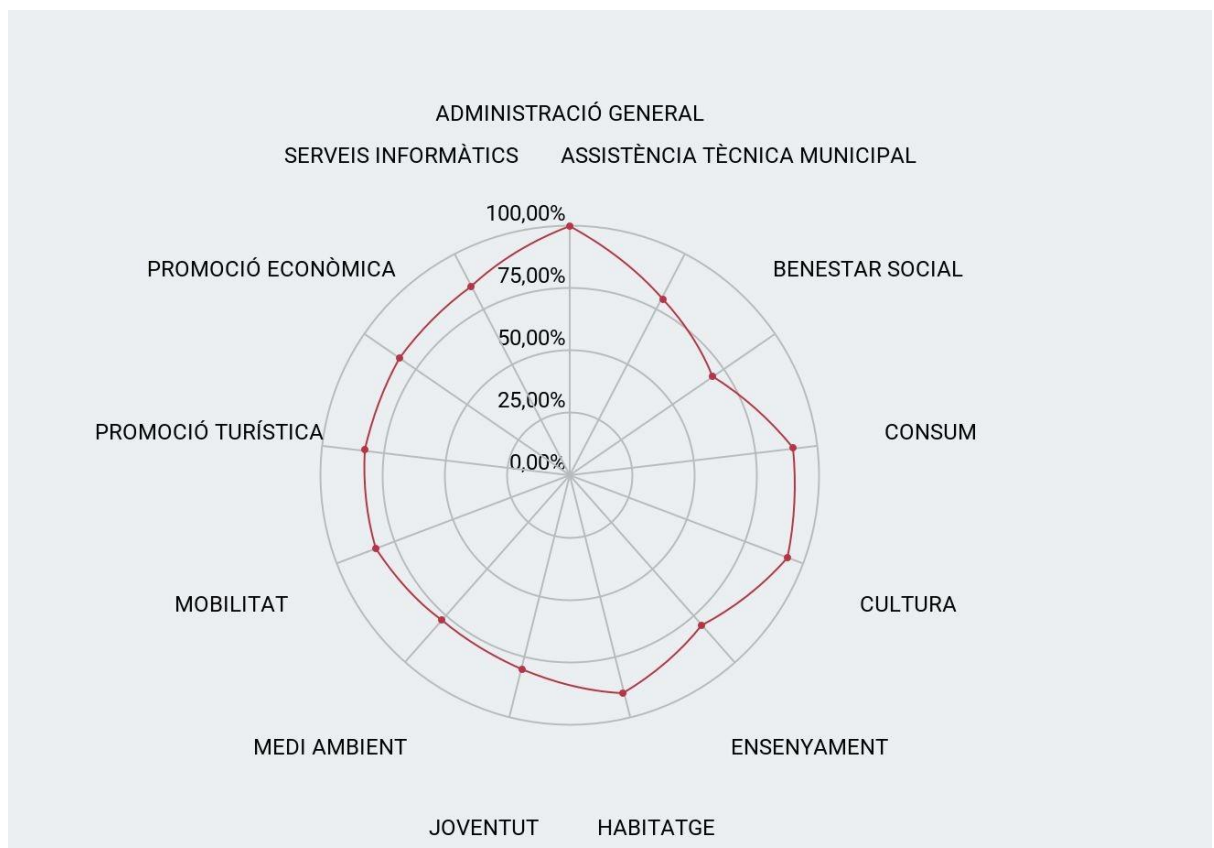 ADMINISTRACIÓ GENERAL
SERVEIS INFORMÀTICS
ASSISTÈNCIA TÈCNICA MUNICIPAL
100,00%
PROMOCIÓ ECONÒMICA
75,00%
BENESTAR SOCIAL
50,00%
25,00%
PROMOCIÓ TURÍSTICA
CONSUM
0,00%
MOBILITAT
CULTURA
MEDI AMBIENT
ENSENYAMENT
JOVENTUT
HABITATGE